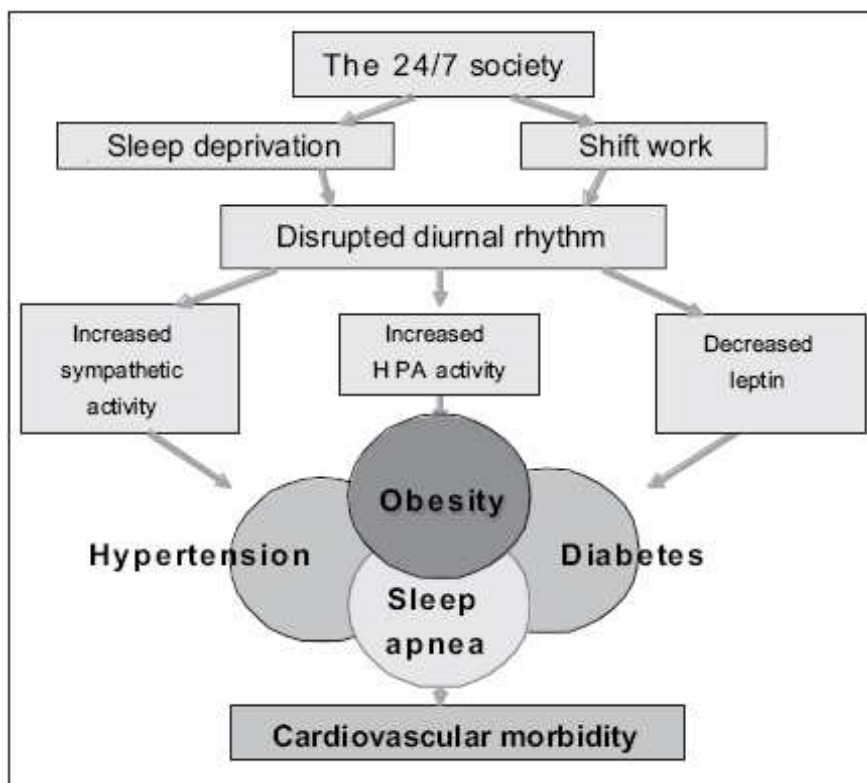 The 24/7 society
Sleep deprivation
Shift work
Disrupted diurnal rhythm
Increased
sympathetic
activity
Increased
HPA activity
Decreased
leptin
Obesity
Hypertension
Diabetes
Sleep
apnea
Cardiovascular morbidity